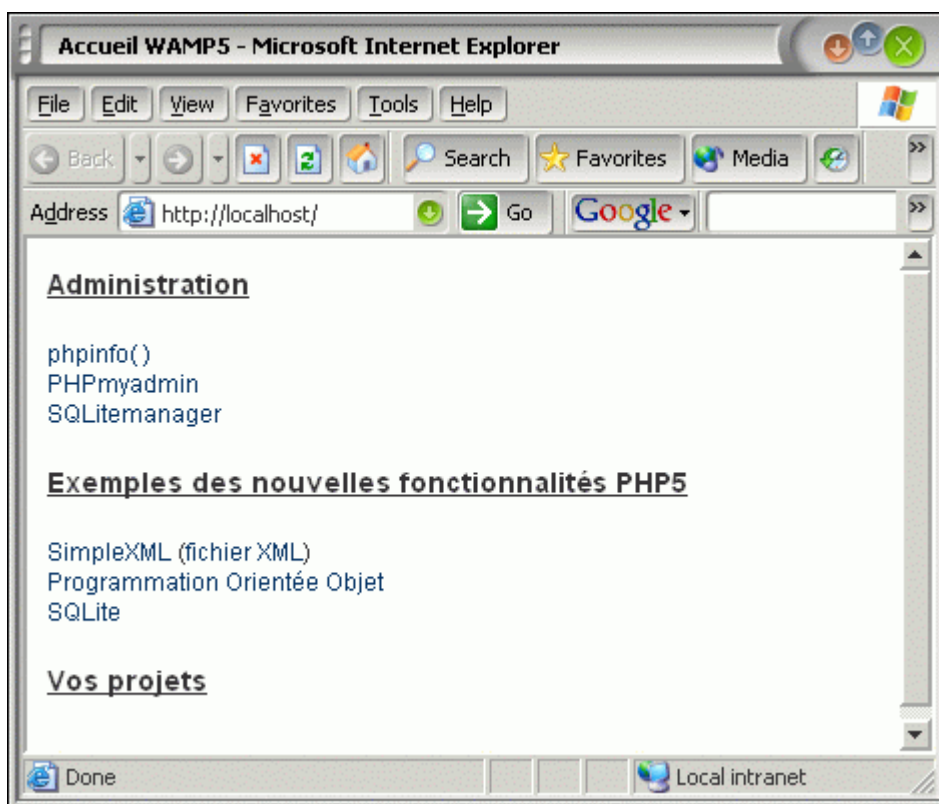 Accueil WAMP5 - Microsoft Internet Explorer
File Edit View Favorites Tools Help
Back Search Favorites Media »
Address http://localhost/ Go Google »
Administration
phpinfo()
PHPmyadmin
SQLitemanager
Exemples des nouvelles fonctionnalités PHP5
SimpleXML (fichier XML)
Programmation Orientée Objet
SQLite
Vos projets
Done Local intranet